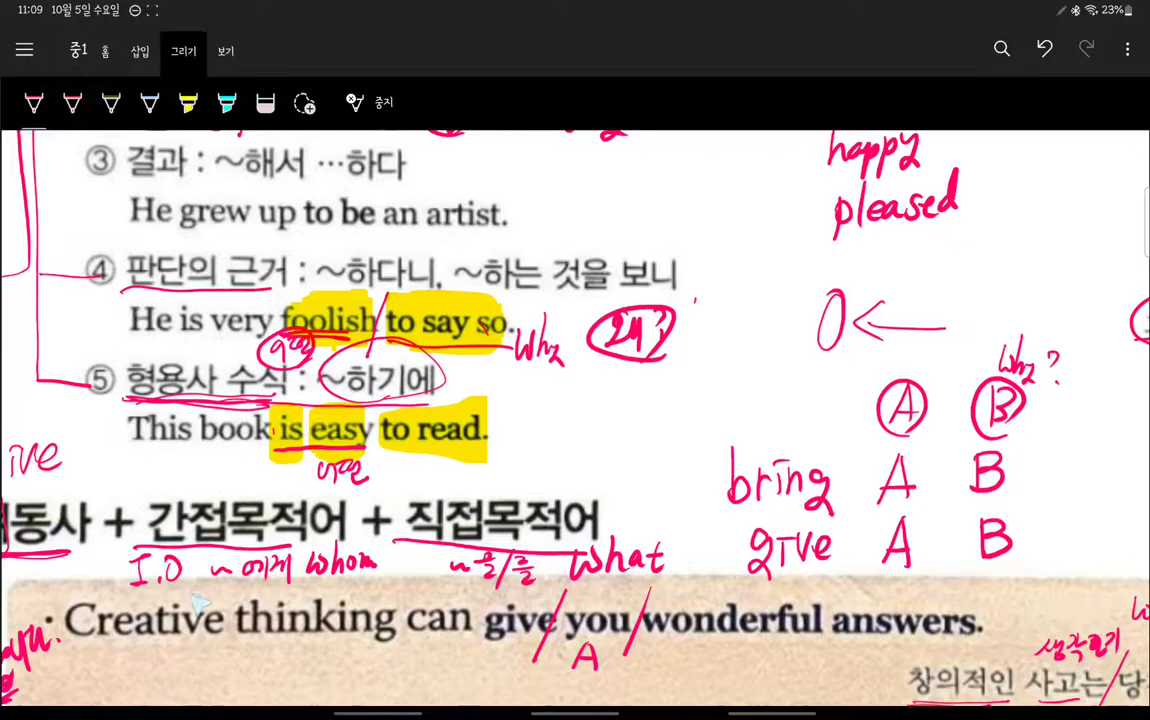 11:09 10월 5일 수요일 23%
중1 홈 삽입 그리기 보기
중지
happy
③ 결과 : ~해서 …하다
pleased
He grew up to be an artist.
④ 판단의 근거 : ~하다니, ~하는 것을 보니
He is very foolish to say so.
why
⑤ 형용사 수식 : ~하기에
why?
A B
This book is easy to read.
ive
bring A B
동사 + 간접목적어 + 직접목적어
give A B
I.O ~에게 whom ~을/를 what
· Creative thinking can give / you / wonderful answers.
A
창의적인 사고는 / 당